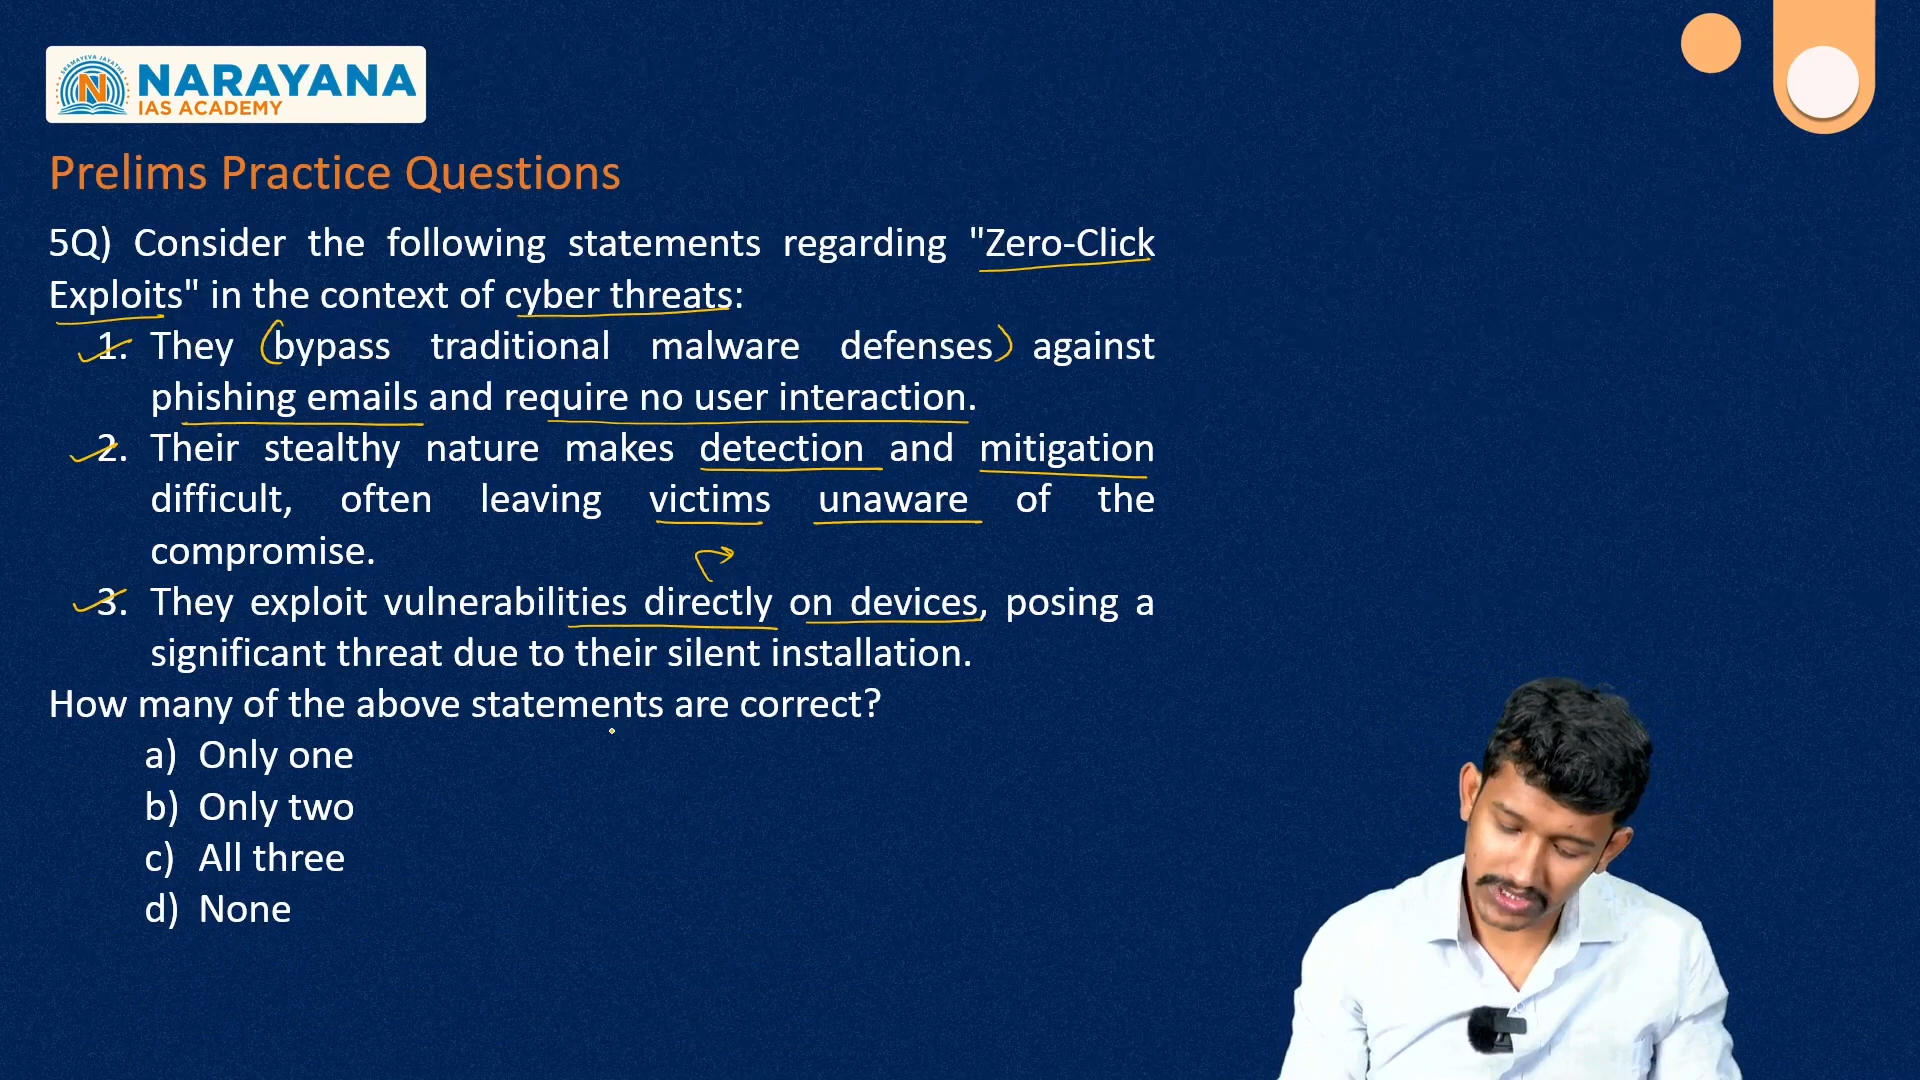 NARAYANA
IAS ACADEMY
Prelims Practice Questions
5Q) Consider the following statements regarding "Zero-Click
Exploits" in the context of cyber threats:
1. They bypass traditional malware defenses against
phishing emails and require no user interaction.
2. Their stealthy nature makes detection and mitigation
difficult, often leaving victims unaware of the
compromise.
3. They exploit vulnerabilities directly on devices, posing a
significant threat due to their silent installation.
How many of the above statements are correct?
a) Only one
b) Only two
c) All three
d) None